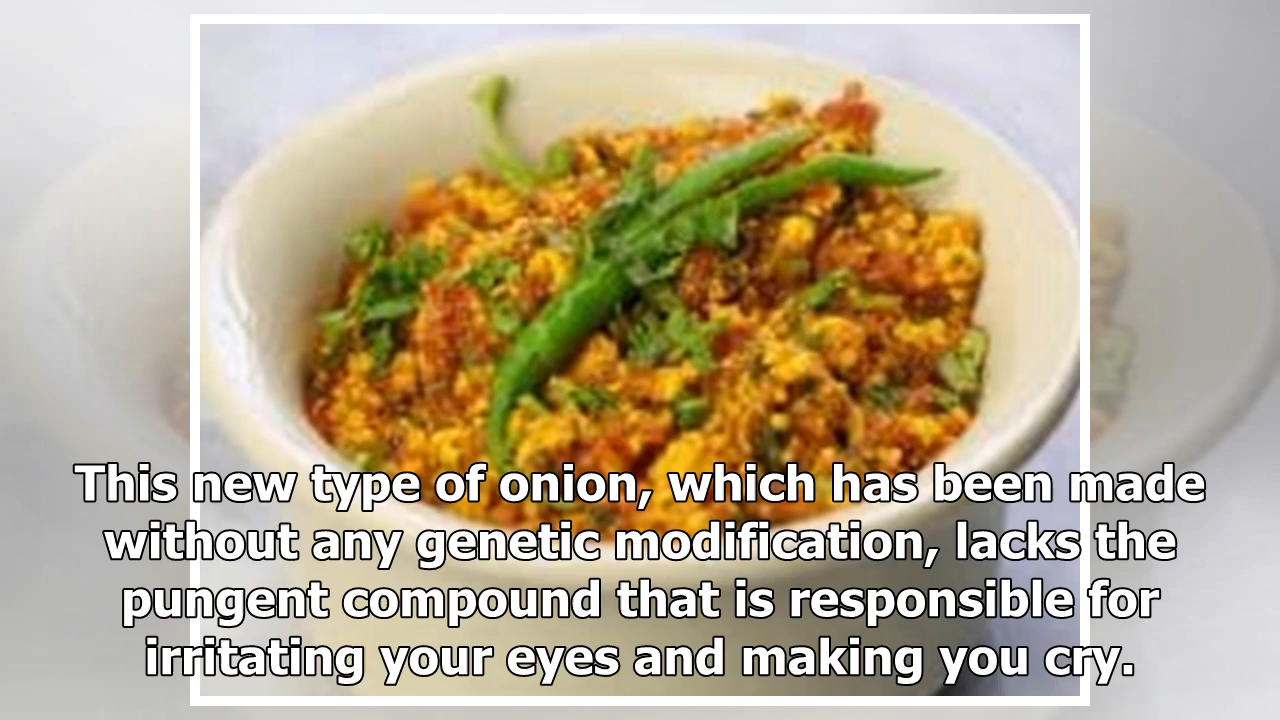 This new type of onion, which has been made
without any genetic modification, lacks the
pungent compound that is responsible for
irritating your eyes and making you cry.